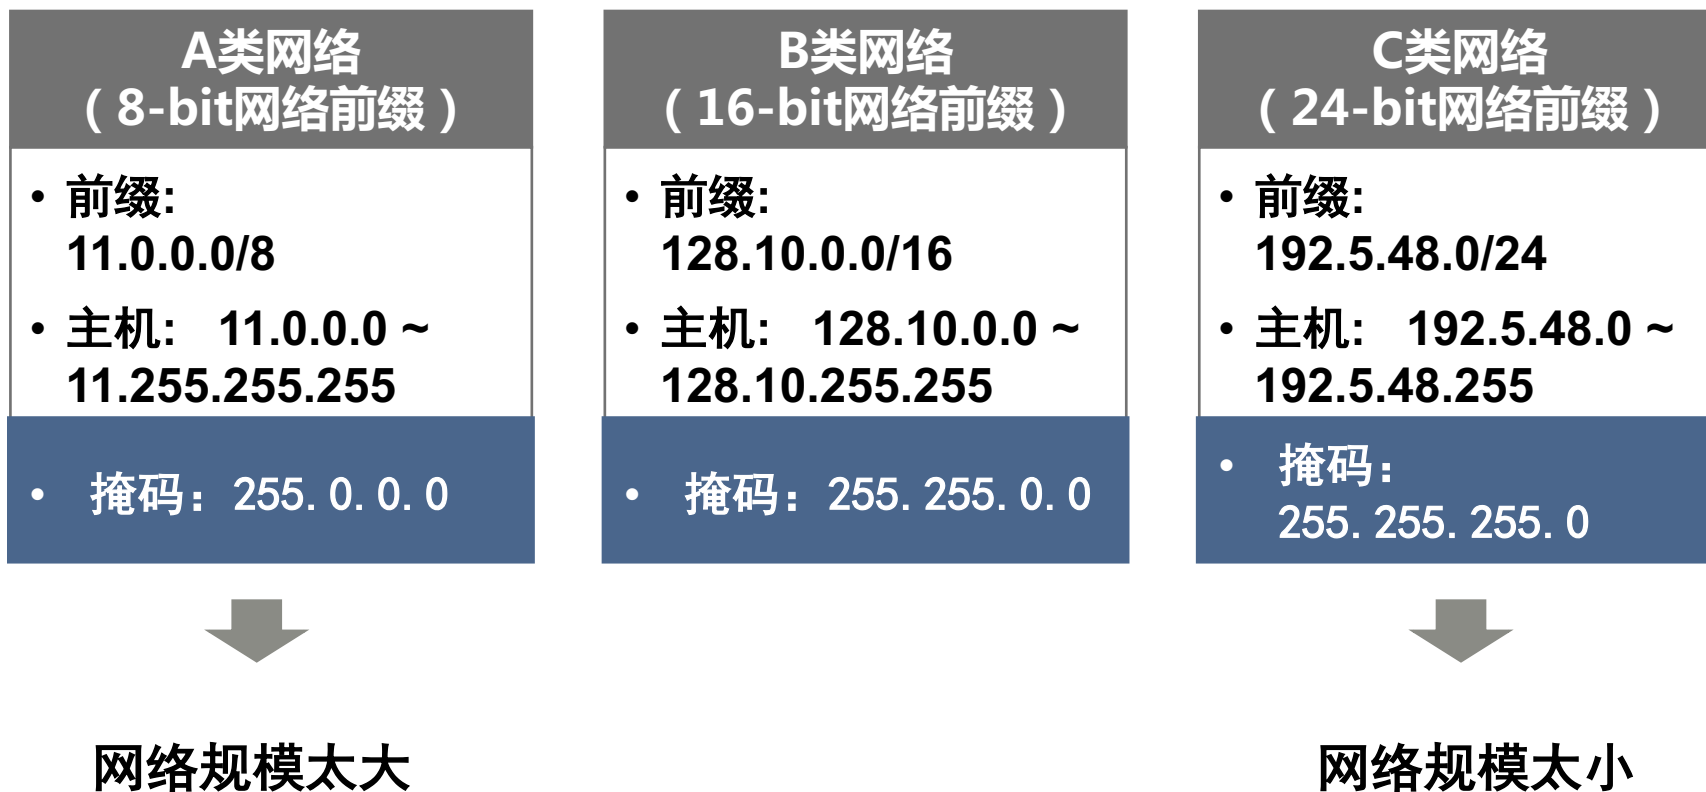 A类网络
（8-bit网络前缀）
• 前缀:
11.0.0.0/8
• 主机: 11.0.0.0 ~
11.255.255.255
• 掩码：255.0.0.0
网络规模太大
B类网络
（16-bit网络前缀）
• 前缀:
128.10.0.0/16
• 主机: 128.10.0.0 ~
128.10.255.255
• 掩码：255.255.0.0
C类网络
（24-bit网络前缀）
• 前缀:
192.5.48.0/24
• 主机: 192.5.48.0 ~
192.5.48.255
• 掩码：
255.255.255.0
网络规模太小